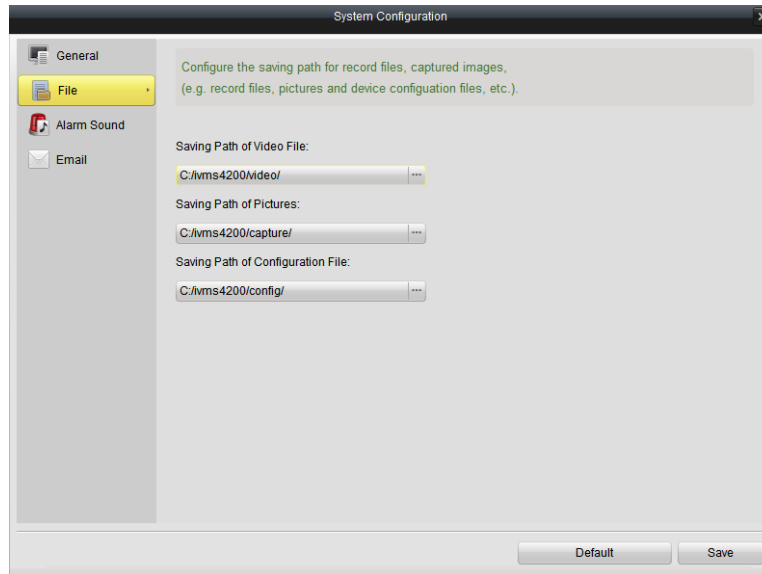 System Configuration
General
File
Alarm Sound
Email
Configure the saving path for record files, captured images,
(e.g. record files, pictures and device configuation files, etc.).
Saving Path of Video File:
C:/ivms4200/video/
Saving Path of Pictures:
C:/ivms4200/capture/
Saving Path of Configuration File:
C:/ivms4200/config/
Default
Save